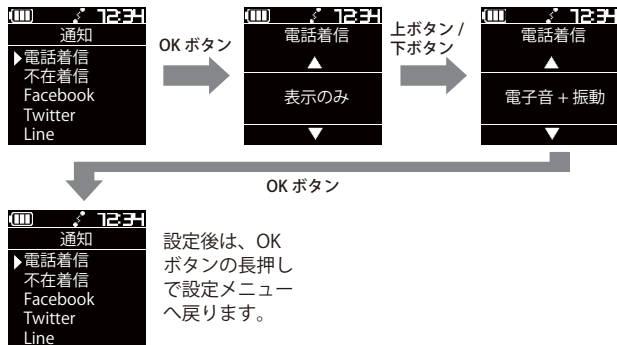 12:34
通知
電話着信
不在着信
Facebook
Twitter
Line
OK ボタン
12:34
電話着信
表示のみ
上ボタン /
下ボタン
12:34
電話着信
電子音 + 振動
OK ボタン
12:34
通知
電話着信
不在着信
Facebook
Twitter
Line
設定後は、OK
ボタンの長押し
で設定メニュー
へ戻ります。